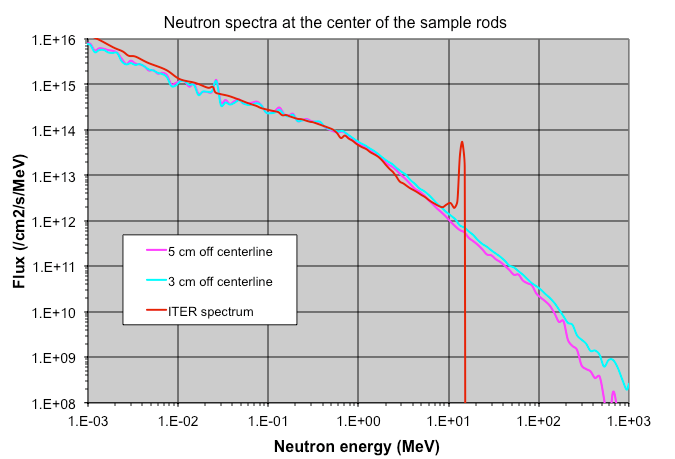 Neutron spectra at the center of the sample rods
1.E+16
1.E+15
1.E+14
1.E+13
1.E+12
1.E+11
1.E+10
1.E+09
1.E+08
Flux (/cm2/s/MeV)
5 cm off centerline
3 cm off centerline
ITER spectrum
1.E-03 1.E-02 1.E-01 1.E+00 1.E+01 1.E+02 1.E+03
Neutron energy (MeV)